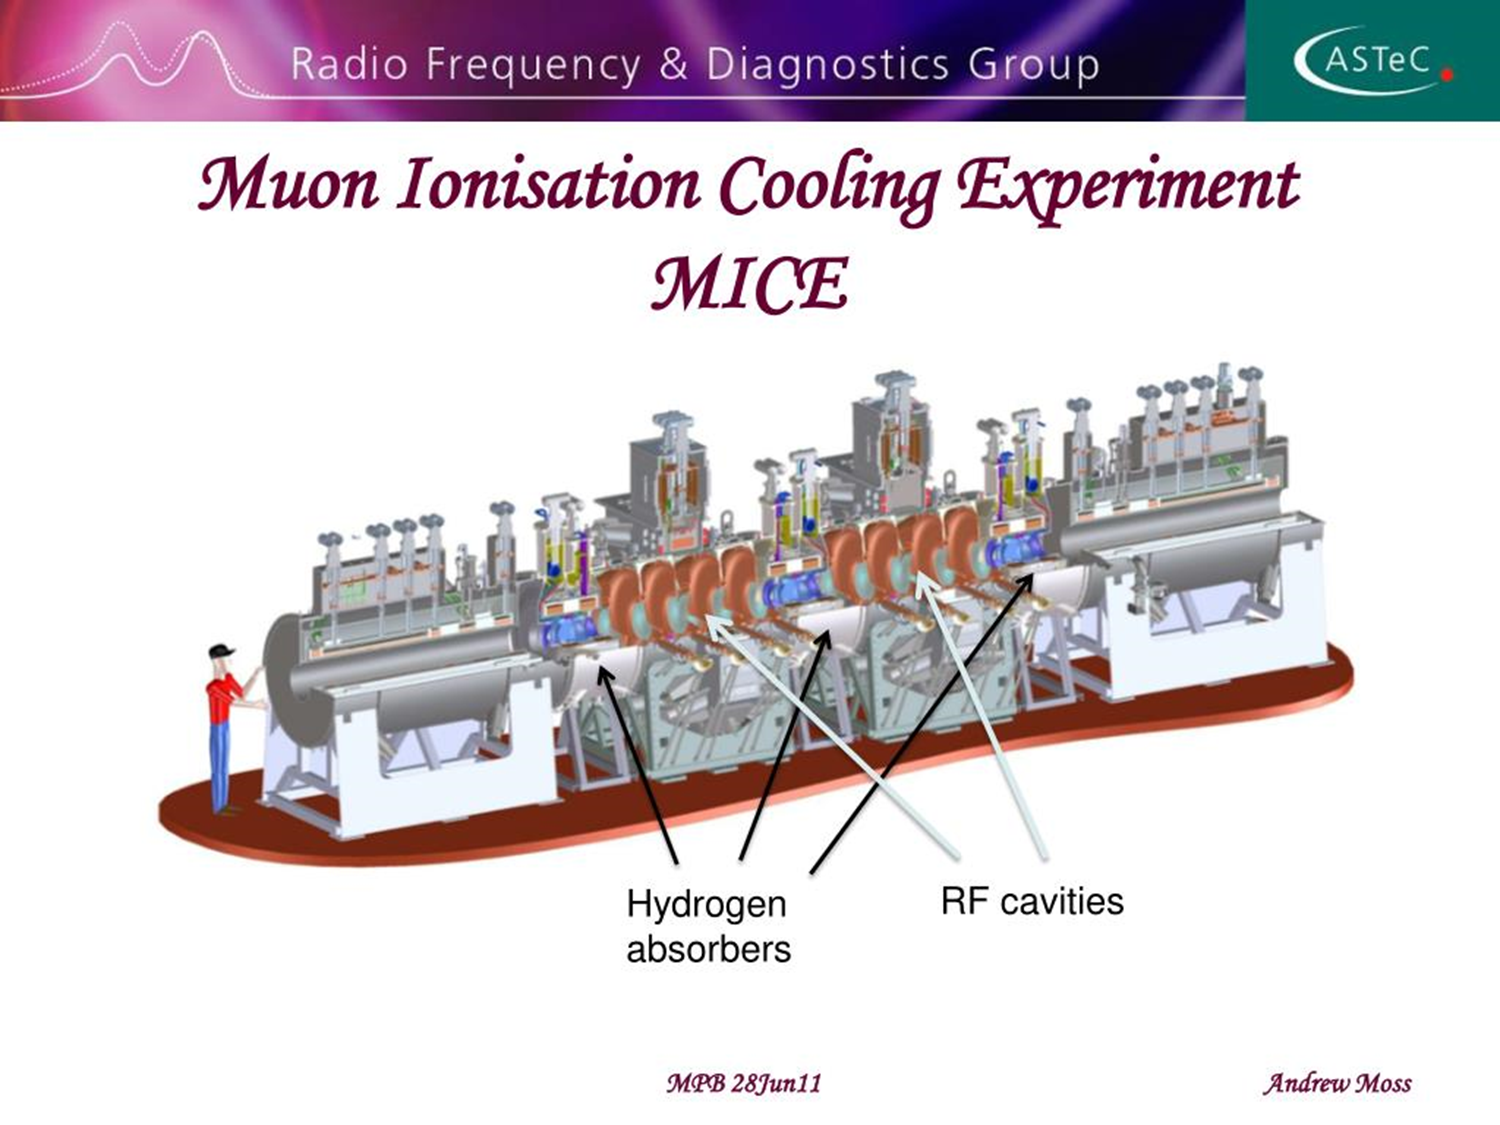 Radio Frequency & Diagnostics Group
ASTeC
Muon Ionisation Cooling Experiment
MICE
Hydrogen
absorbers
RF cavities
MPB 28Jun11
Andrew Moss